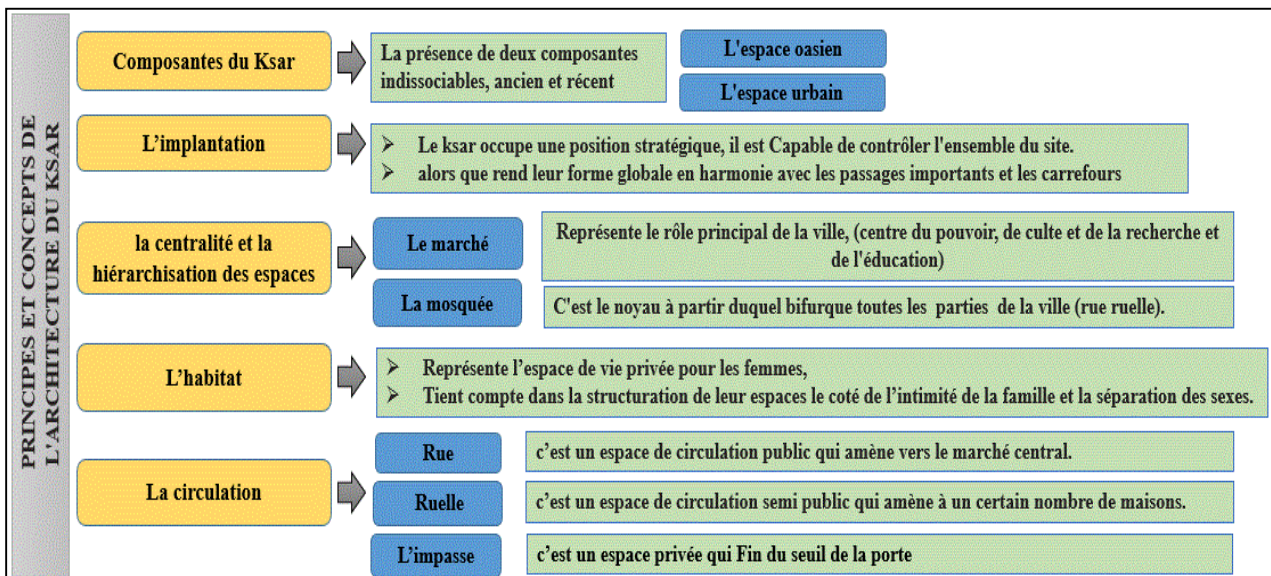 PRINCIPES ET CONCEPTS DE
L'ARCHITECTURE DU KSAR
Composantes du Ksar
La présence de deux composantes
indissociables, ancien et récent
L'espace oasien
L'espace urbain
L’implantation
➢ Le ksar occupe une position stratégique, il est Capable de contrôler l'ensemble du site.
➢ alors que rend leur forme globale en harmonie avec les passages importants et les carrefours
la centralité et la
hiérarchisation des espaces
Le marché
Représente le rôle principal de la ville, (centre du pouvoir, de culte et de la recherche et
de l'éducation)
La mosquée
C'est le noyau à partir duquel bifurque toutes les parties de la ville (rue ruelle).
L’habitat
➢ Représente l’espace de vie privée pour les femmes,
➢ Tient compte dans la structuration de leur espaces le coté de l’intimité de la famille et la séparation des sexes.
La circulation
Rue
c’est un espace de circulation public qui amène vers le marché central.
Ruelle
c’est un espace de circulation semi public qui amène à un certain nombre de maisons.
L’impasse
c’est un espace privée qui Fin du seuil de la porte